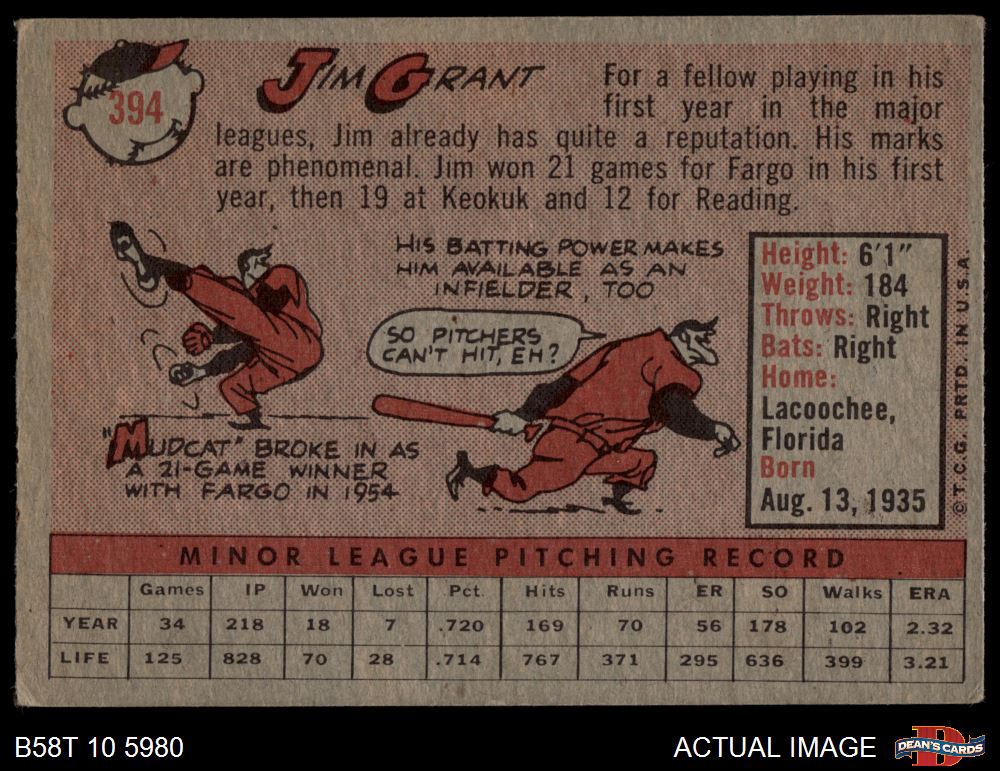 394
JIM GRANT
For a fellow playing in his
first year in the major
leagues, Jim already has quite a reputation. His marks
are phenomenal. Jim won 21 games for Fargo in his first
year, then 19 at Keokuk and 12 for Reading.
HIS BATTING POWER MAKES
HIM AVAILABLE AS AN
INFIELDER, TOO
SO PITCHERS
CAN'T HIT, EH?
"MUDCAT" BROKE IN AS
A 21-GAME WINNER
WITH FARGO IN 1954
Height: 6'1"
Weight: 184
Throws: Right
Bats: Right
Home:
Lacoochee,
Florida
Born
Aug. 13, 1935
© T.C.G. PRTD. IN U.S.A.
MINOR LEAGUE PITCHING RECORD
Games IP Won Lost Pct. Hits Runs ER SO Walks ERA
YEAR 34 218 18 7 .720 169 70 56 178 102 2.32
LIFE 125 828 70 28 .714 767 371 295 636 399 3.21
B58T 10 5980
ACTUAL IMAGE
D
DEAN'S CARDS